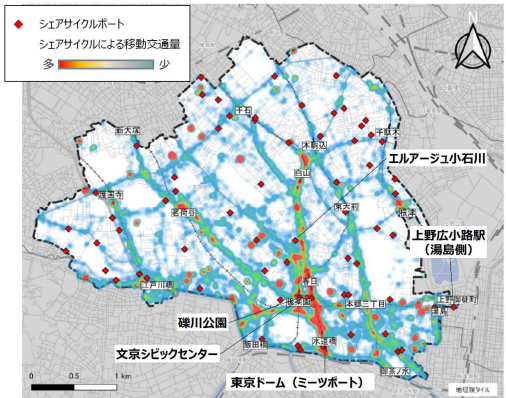 シェアサイクルポート
シェアサイクルによる移動交通量
多
少
N
千石
新大塚
本駒込
千駄木
エルアージュ小石川
白山
護国寺
茗荷谷
東大前
根津
上野広小路駅
（湯島側）
江戸川橋
春日
後楽園
本郷三丁目
上野御徒町
湯島
礫川公園
文京シビックセンター
飯田橋
水道橋
御茶ノ水
東京ドーム（ミーツポート）
0
0.5
1 km
地理院タイル